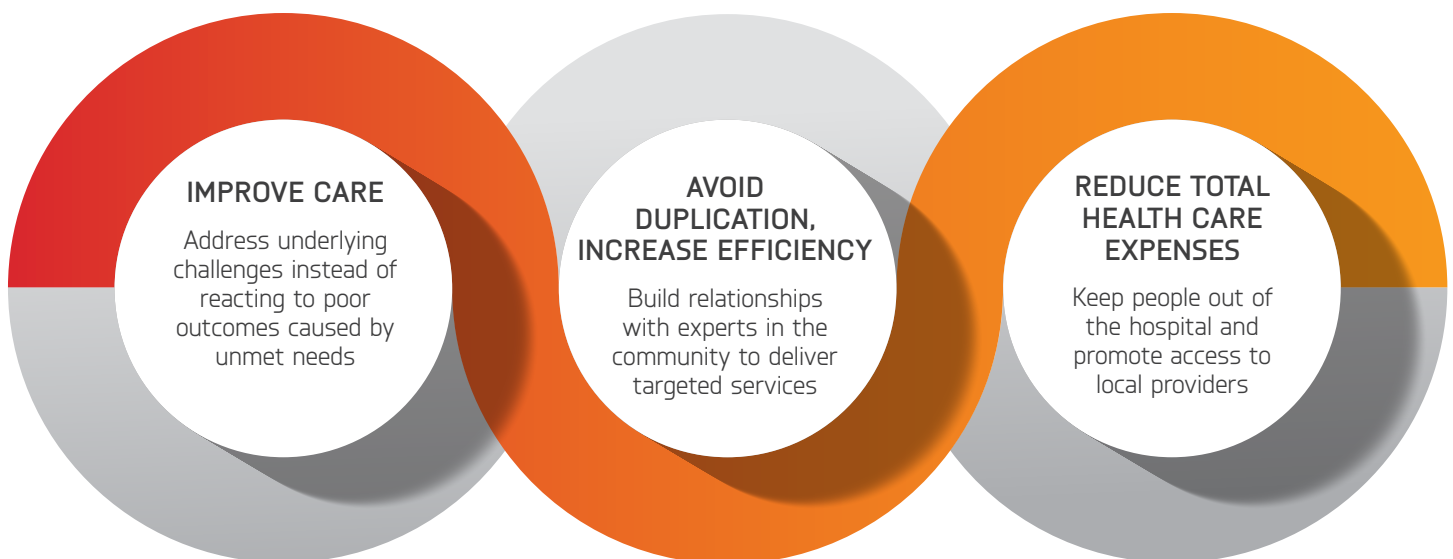 IMPROVE CARE
Address underlying
challenges instead of
reacting to poor
outcomes caused by
unmet needs
AVOID
DUPLICATION,
INCREASE EFFICIENCY
Build relationships
with experts in the
community to deliver
targeted services
REDUCE TOTAL
HEALTH CARE
EXPENSES
Keep people out of
the hospital and
promote access to
local providers